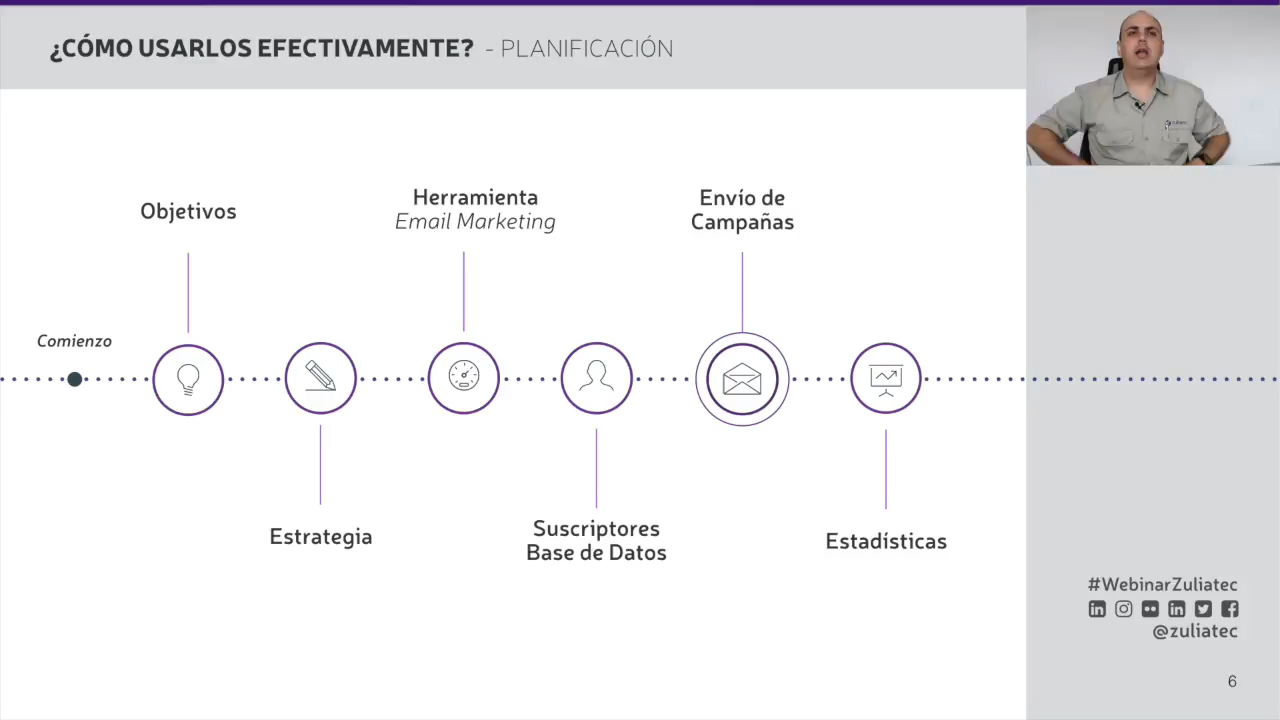 ¿CÓMO USARLOS EFECTIVAMENTE? - PLANIFICACIÓN
Objetivos
Herramienta
Email Marketing
Envío de
Campañas
Comienzo
Estrategia
Suscriptores
Base de Datos
Estadísticas
#WebinarZuliatec
@zuliatec
6